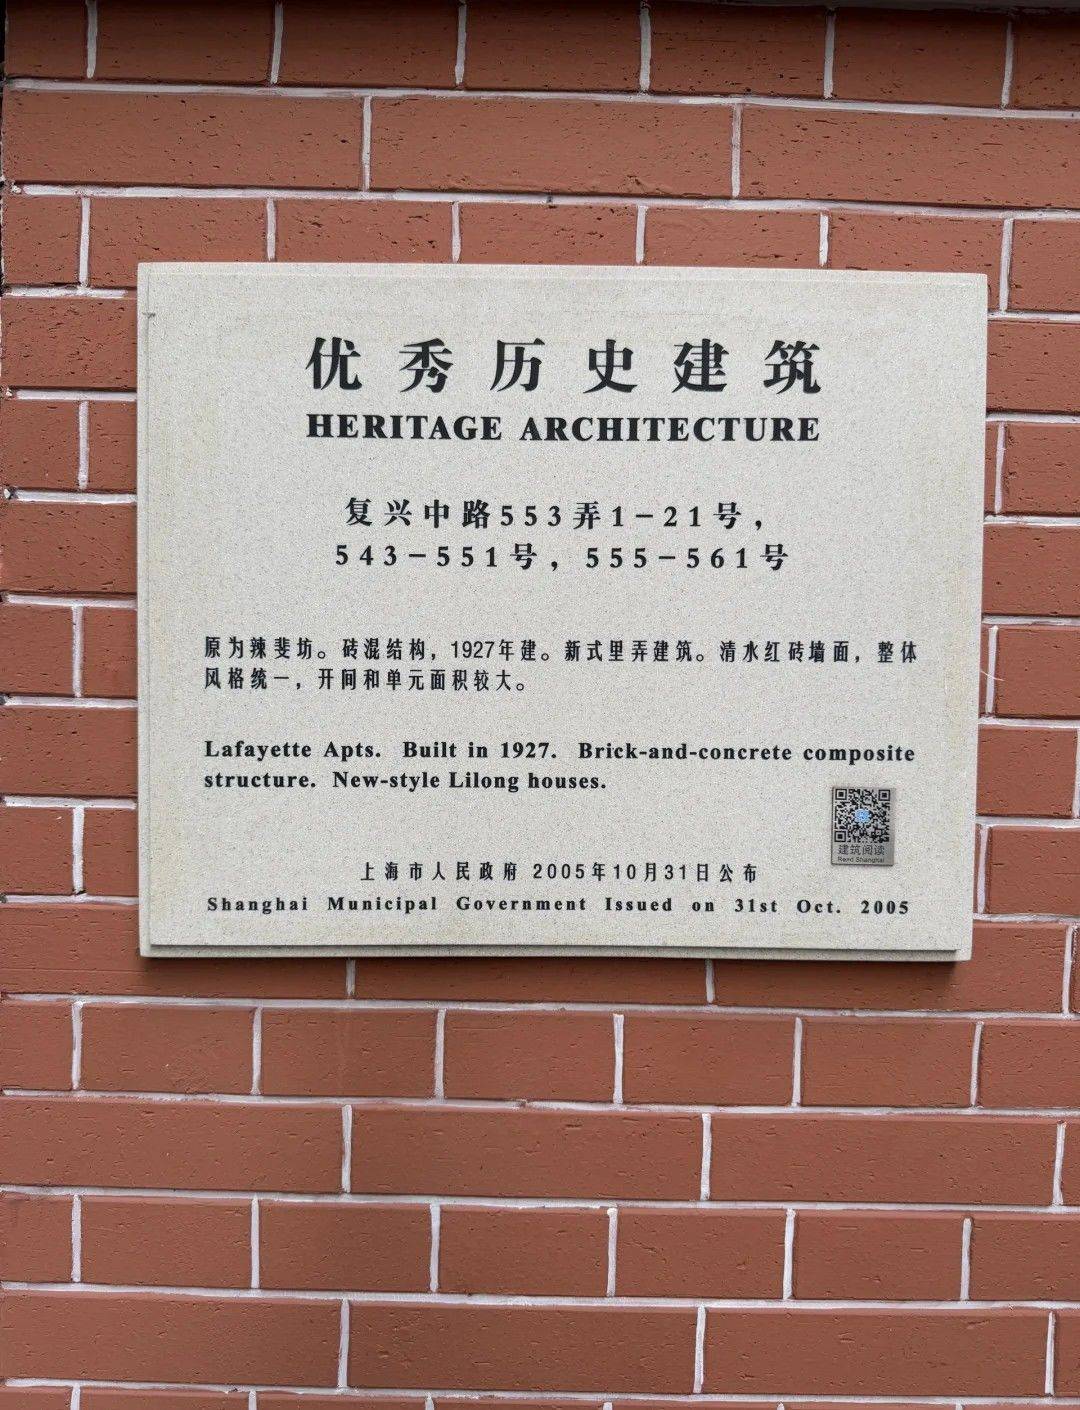 优秀历史建筑
HERITAGE ARCHITECTURE
复兴中路553弄1-21号，
543-551号，555-561号
原为辣斐坊。砖混结构，1927年建。新式里弄建筑。清水红砖墙面，整体
风格统一，开间和单元面积较大。
Lafayette Apts. Built in 1927. Brick-and-concrete composite
structure. New-style Lilong houses.
建筑阅读
Read Shanghai
上海市人民政府 2005年10月31日公布
Shanghai Municipal Government Issued on 31st Oct. 2005